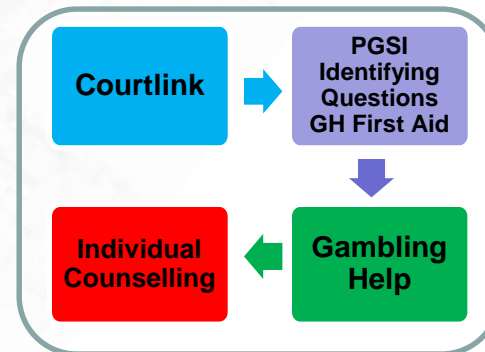 Courtlink
PGSI
Identifying
Questions
GH First Aid
Individual
Counselling
Gambling
Help